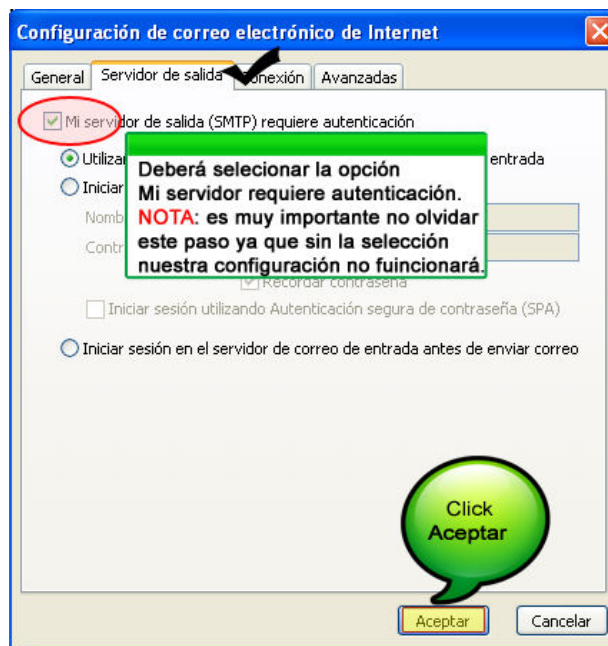 Configuración de correo electrónico de Internet
General Servidor de salida Conexión Avanzadas
Mi servidor de salida (SMTP) requiere autenticación
Utilizar entrada
Deberá selecionar la opción
Mi servidor requiere autenticación.
NOTA: es muy importante no olvidar
este paso ya que sin la selección
nuestra configuración no fuincionará.
Iniciar
Nomb
Contr
Recordar contraseña
Iniciar sesión utilizando Autenticación segura de contraseña (SPA)
Iniciar sesión en el servidor de correo de entrada antes de enviar correo
Click
Aceptar
Aceptar Cancelar